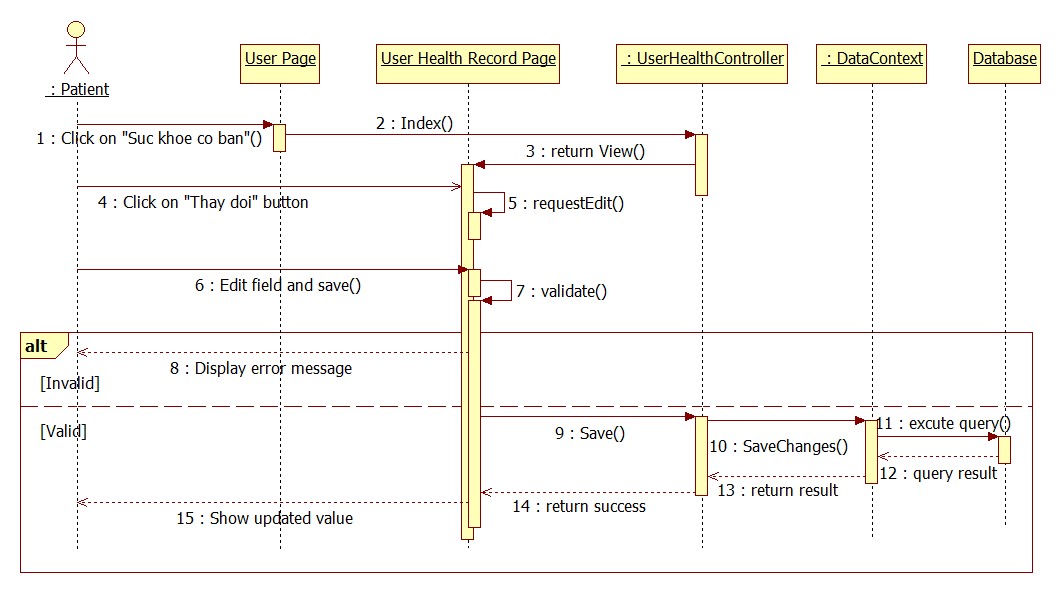 : Patient
User Page
User Health Record Page
: UserHealthController
: DataContext
Database
1 : Click on "Suc khoe co ban"()
2 : Index()
3 : return View()
4 : Click on "Thay doi" button
5 : requestEdit()
6 : Edit field and save()
7 : validate()
alt
8 : Display error message
[Invalid]
[Valid]
9 : Save()
10 : SaveChanges()
11 : excute query()
12 : query result
13 : return result
14 : return success
15 : Show updated value